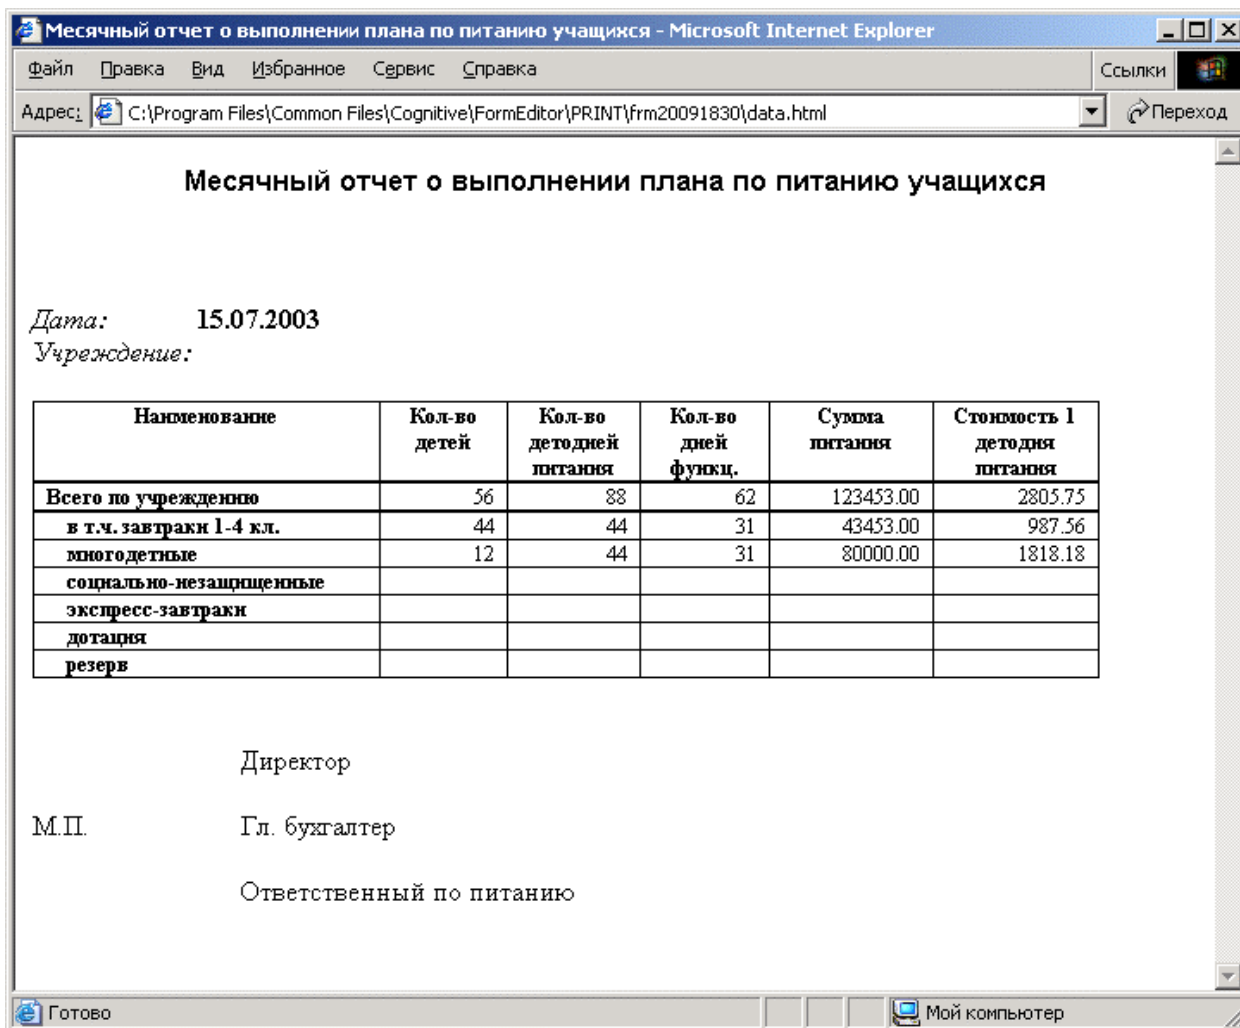 Месячный отчет о выполнении плана по питанию учащихся - Microsoft Internet Explorer
Файл Правка Вид Избранное Сервис Справка Ссылки
Адрес: C:\Program Files\Common Files\Cognitive\FormEditor\PRINT\frm20091830\data.html Переход
Месячный отчет о выполнении плана по питанию учащихся
Дата: 15.07.2003
Учреждение:
Наименование Кол-во детей Кол-во детодней питания Кол-во дней функц. Сумма питания Стоимость 1 детодня питания
Всего по учреждению 56 88 62 123453.00 2805.75
в т.ч. завтраки 1-4 кл. 44 44 31 43453.00 987.56
многодетные 12 44 31 80000.00 1818.18
социально-незащищенные
экспресс-завтраки
дотация
резерв
Директор
М.П. Гл. бухгалтер
Ответственный по питанию
Готово Мой компьютер